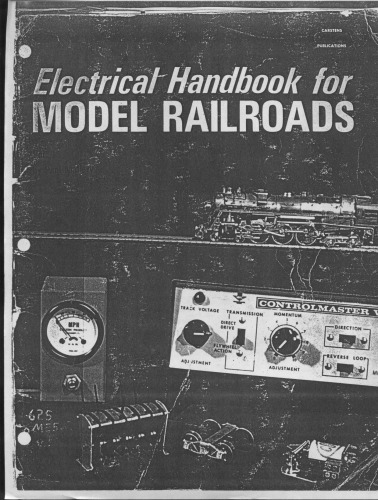 CARSTENS
PUBLICATIONS
Electrical Handbook for
MODEL RAILROADS
CONTROLMASTER V
TRACK VOLTAGE
TRANSMISSION
MOMENTUM
DIRECT
DRIVE
DIRECTION
FLYWHEEL
ACTION
REVERSE LOOP
ADJUSTMENT
ADJUSTMENT
MPH
625